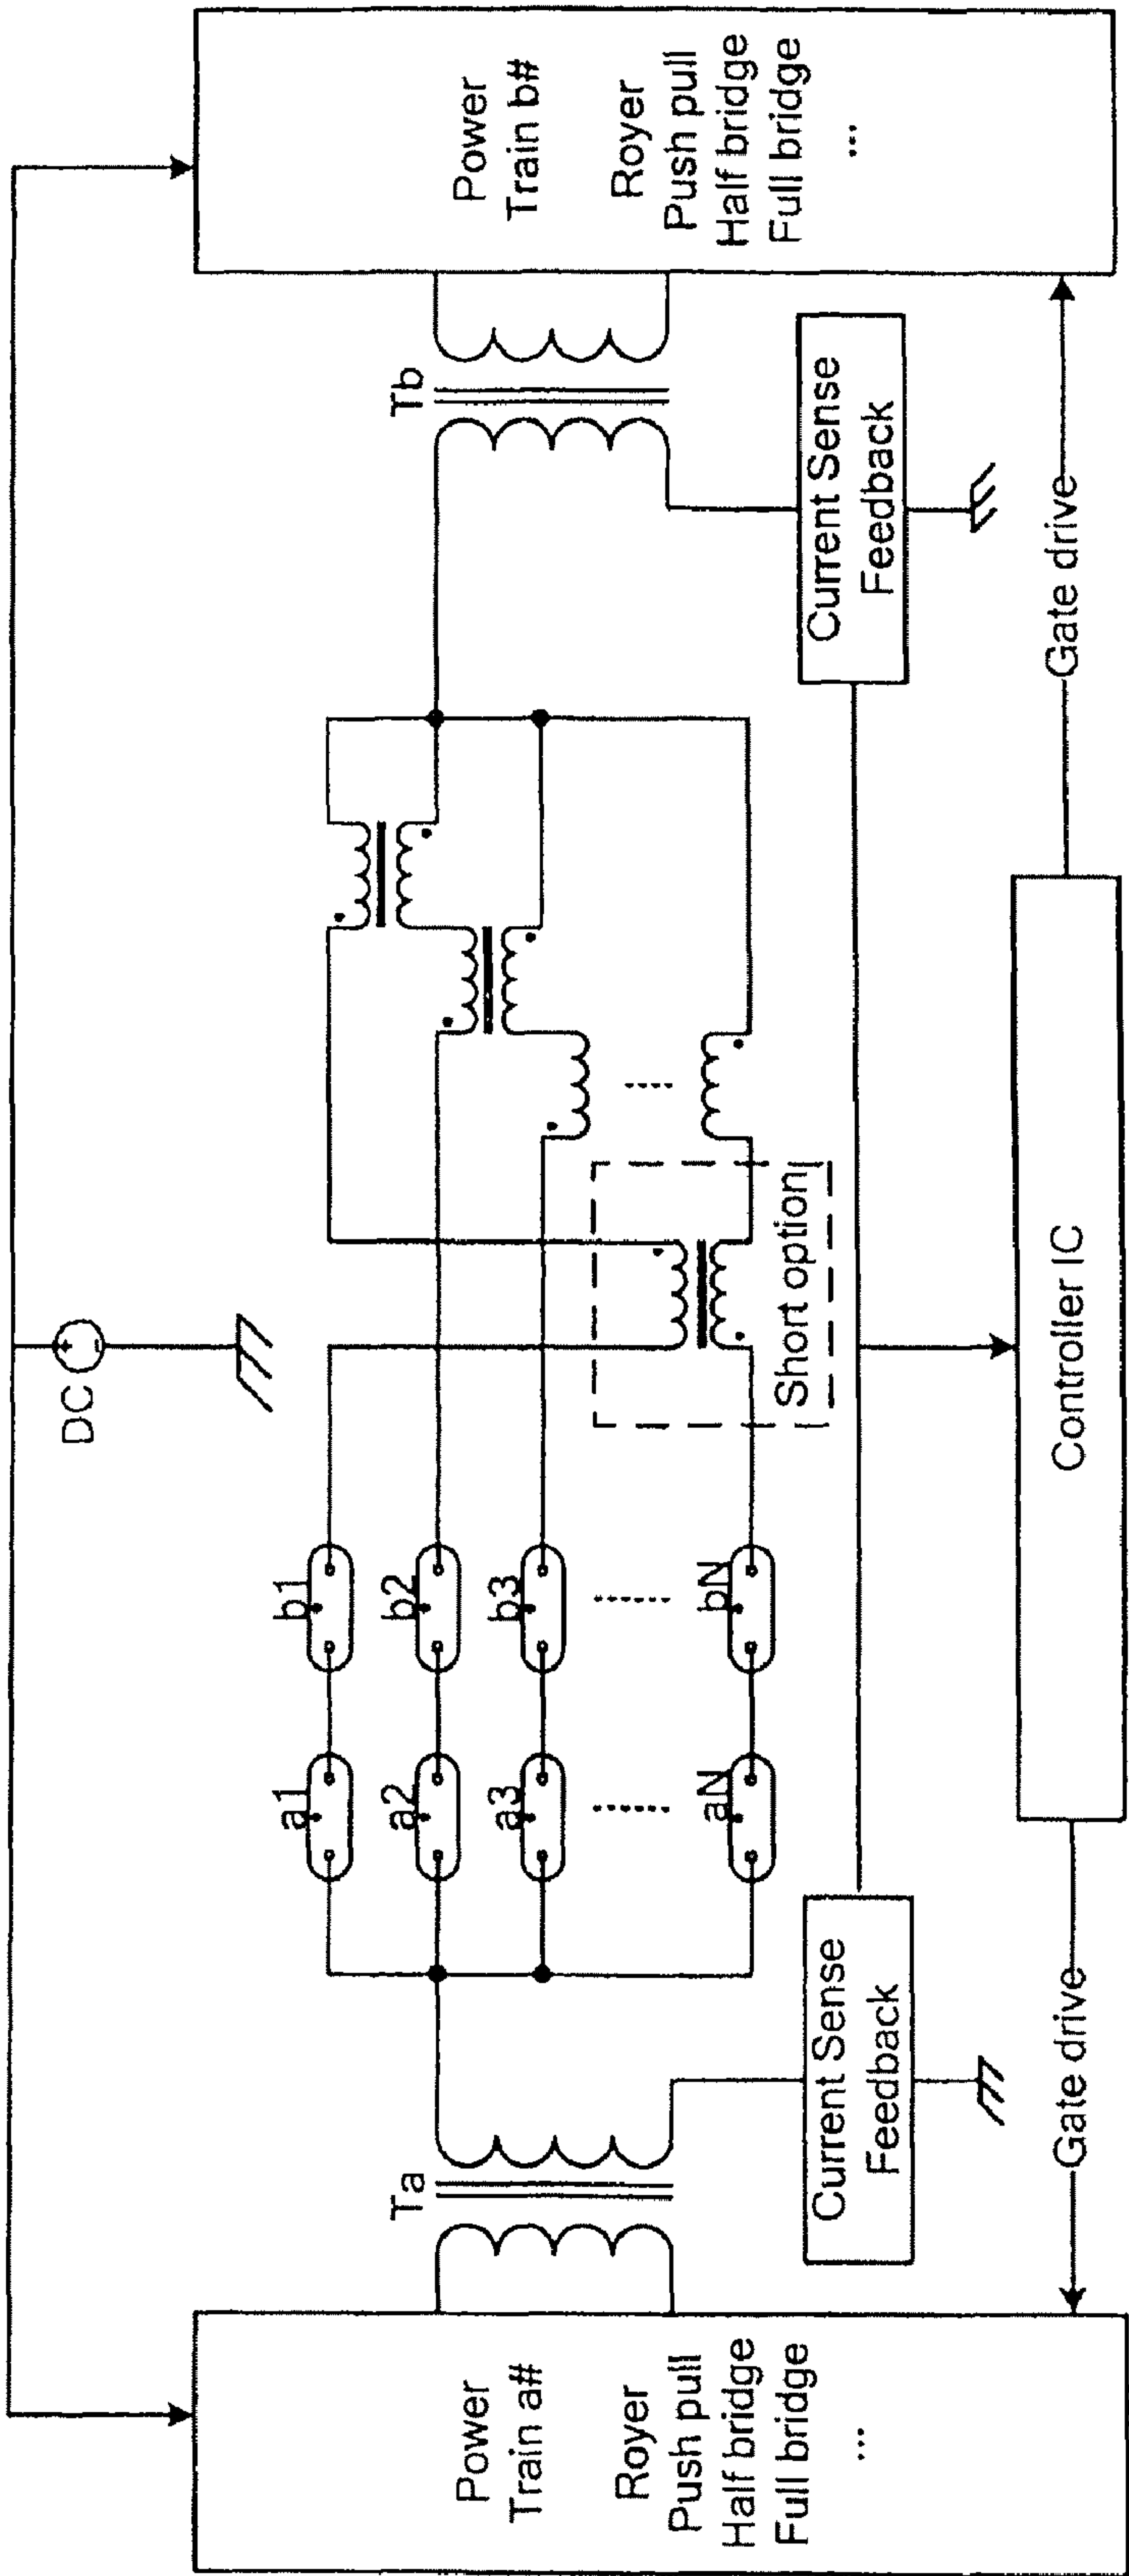 DC
Power
Train a#
Royer
Push pull
Half bridge
Full bridge
...
Ta
a1
b1
a2
b2
a3
b3
aN
bN
Short option
Tb
Power
Train b#
Royer
Push pull
Half bridge
Full bridge
...
Current Sense
Feedback
Current Sense
Feedback
Gate drive
Controller IC
Gate drive